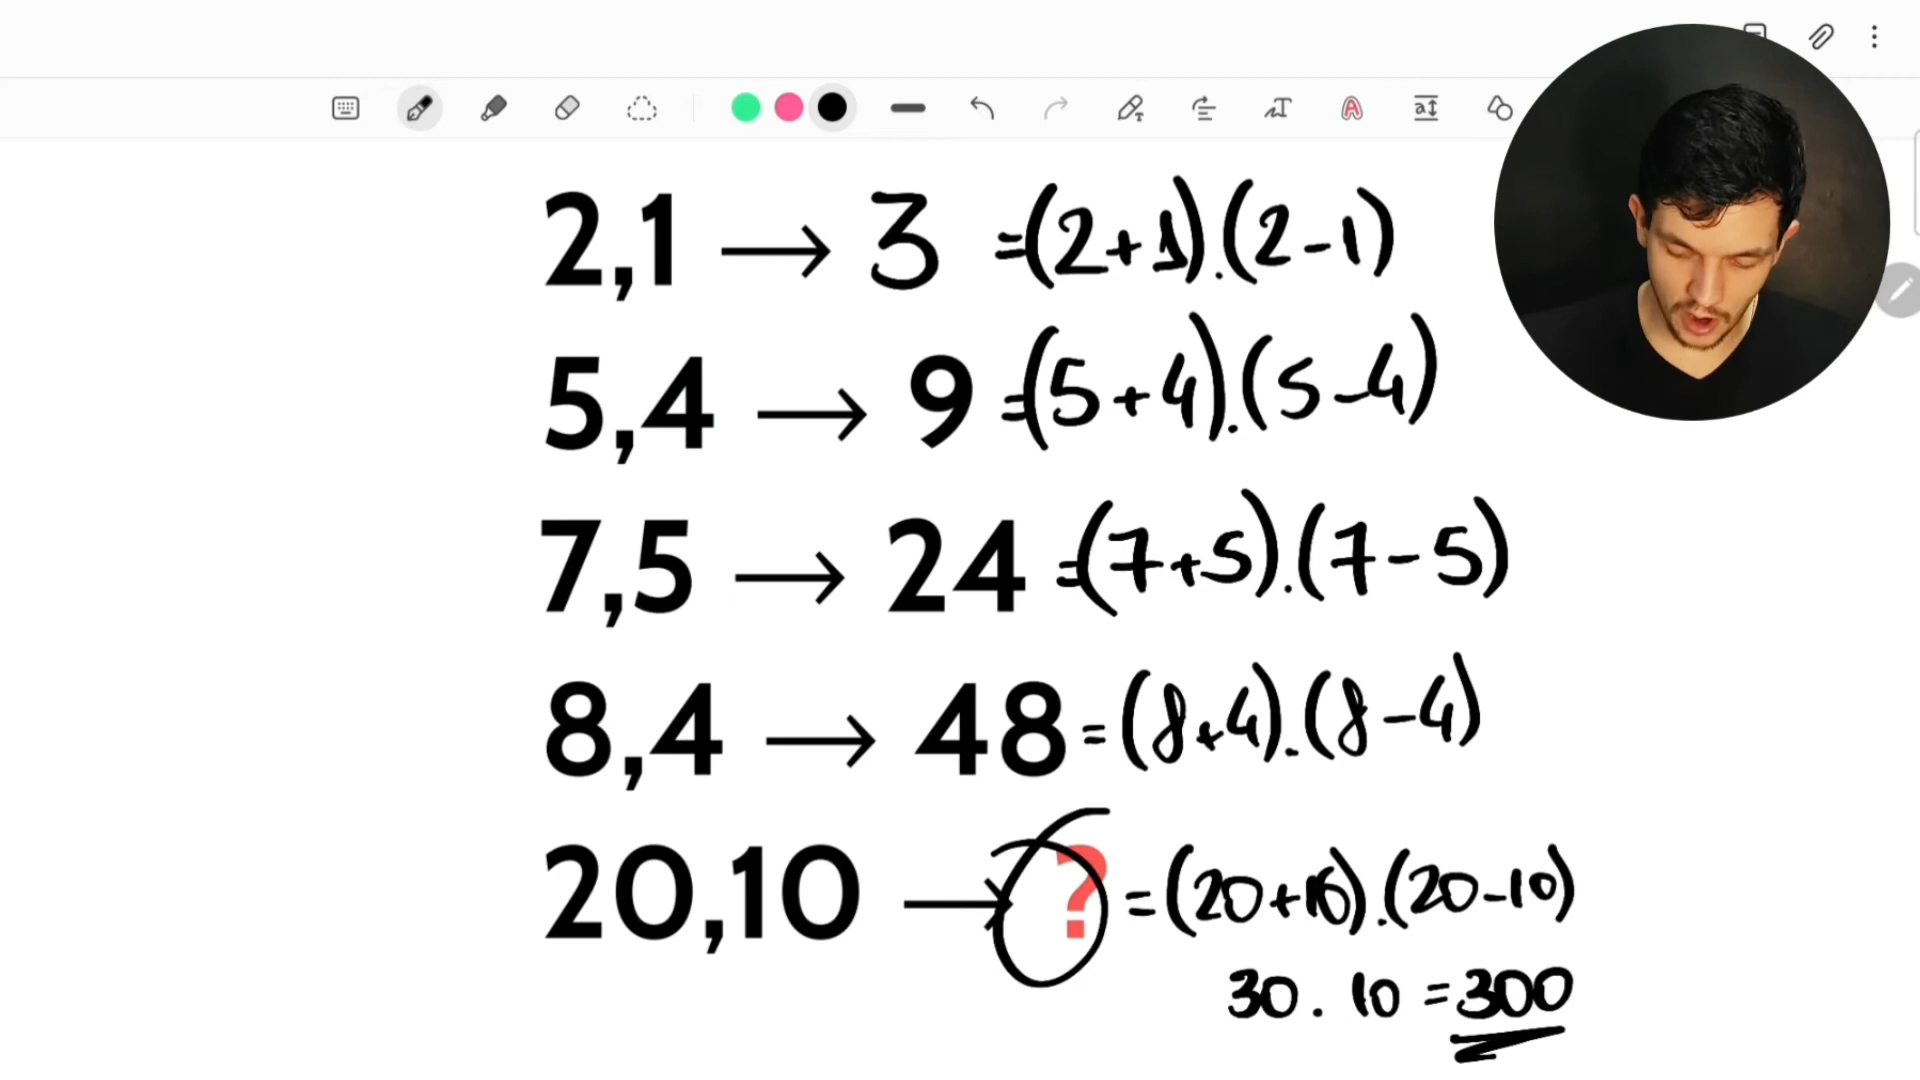 2,1 → 3 =(2+1).(2-1)
5,4 → 9 =(5+4).(5-4)
7,5 → 24 =(7+5).(7-5)
8,4 → 48 = (8+4).(8-4)
20,10 → ? = (20+10).(20-10)
30 . 10 = 300